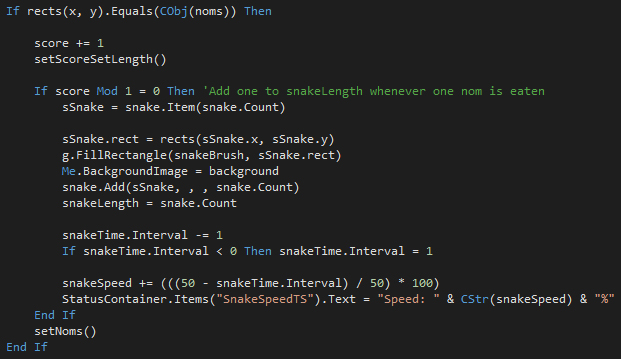 If rects(x, y).Equals(CObj(noms)) Then
score += 1
setScoreSetLength()
If score Mod 1 = 0 Then 'Add one to snakeLength whenever one nom is eaten
sSnake = snake.Item(snake.Count)
sSnake.rect = rects(sSnake.x, sSnake.y)
g.FillRectangle(snakeBrush, sSnake.rect)
Me.BackgroundImage = background
snake.Add(sSnake, , , snake.Count)
snakeLength = snake.Count
snakeTime.Interval -= 1
If snakeTime.Interval < 0 Then snakeTime.Interval = 1
snakeSpeed += (((50 - snakeTime.Interval) / 50) * 100)
StatusContainer.Items("SnakeSpeedTS").Text = "Speed: " & CStr(snakeSpeed) & "%"
End If
setNoms()
End If